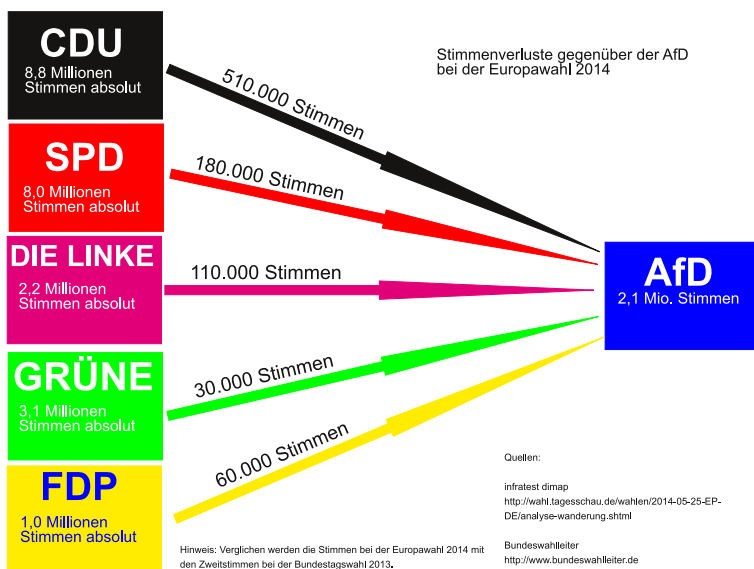 CDU
8,8 Millionen
Stimmen absolut
510.000 Stimmen
Stimmenverluste gegenüber der AfD
bei der Europawahl 2014
SPD
8,0 Millionen
Stimmen absolut
180.000 Stimmen
DIE LINKE
2,2 Millionen
Stimmen absolut
110.000 Stimmen
AfD
2,1 Mio. Stimmen
GRÜNE
3,1 Millionen
Stimmen absolut
30.000 Stimmen
FDP
1,0 Millionen
Stimmen absolut
60.000 Stimmen
Hinweis: Verglichen werden die Stimmen bei der Europawahl 2014 mit
den Zweitstimmen bei der Bundestagswahl 2013.
Quellen:
infratest dimap
http://wahl.tagesschau.de/wahlen/2014-05-25-EP-
DE/analyse-wanderung.shtml
Bundeswahlleiter
http://www.bundeswahlleiter.de